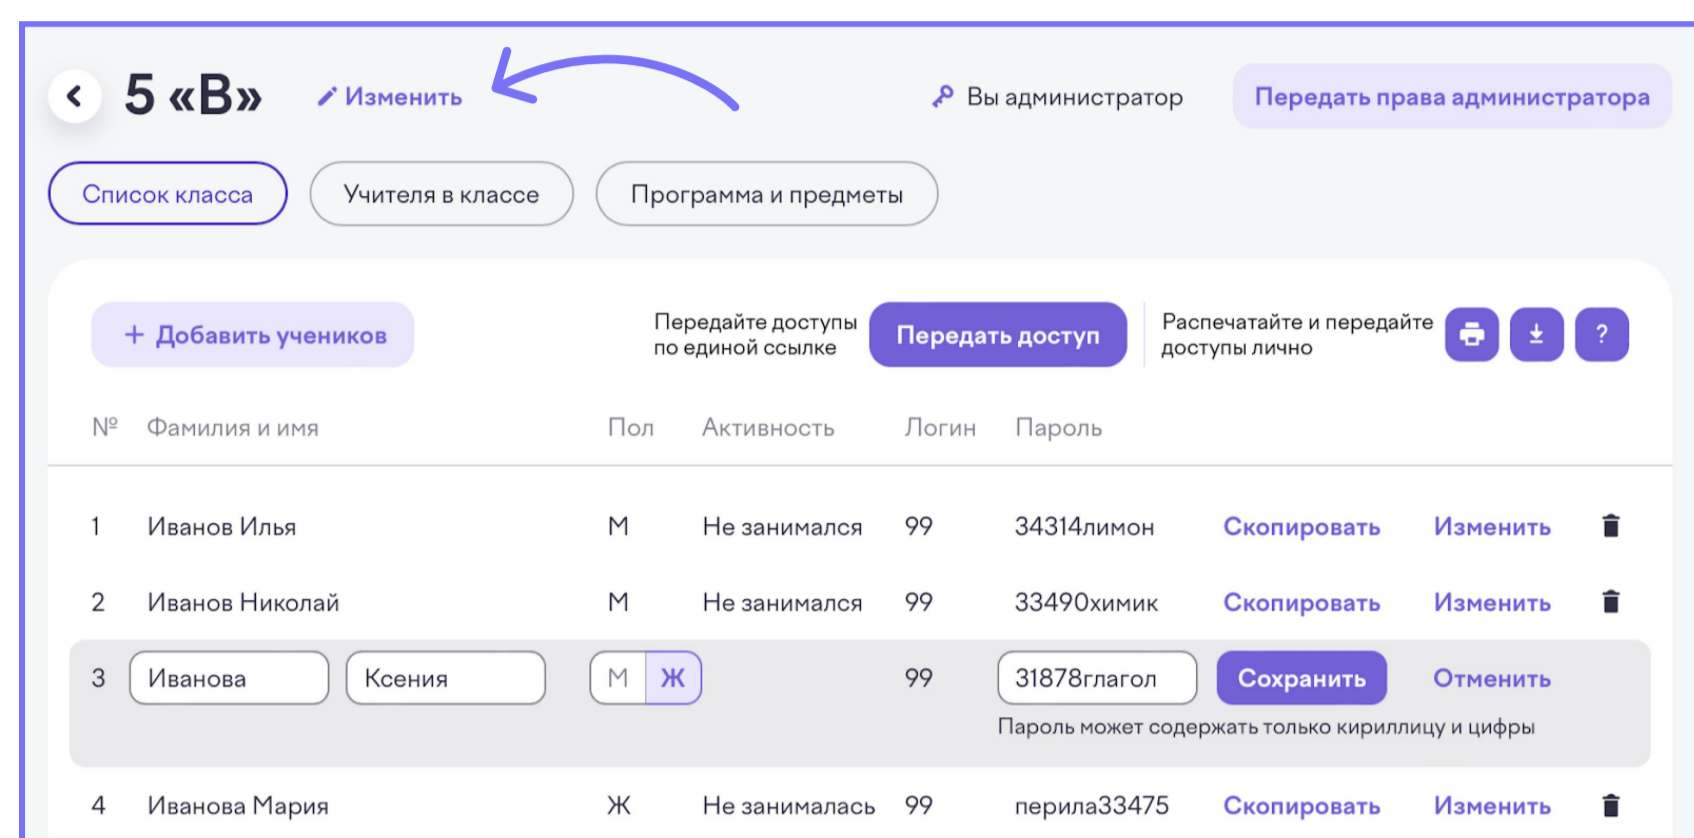 5 «В»
Изменить
Вы администратор
Передать права администратора
Список класса
Учителя в классе
Программа и предметы
+ Добавить учеников
Передайте доступы
по единой ссылке
Передать доступ
Распечатайте и передайте
доступы лично
?
№ Фамилия и имя Пол Активность Логин Пароль
1 Иванов Илья М Не занимался 99 34314лимон Скопировать Изменить
2 Иванов Николай М Не занимался 99 33490химик Скопировать Изменить
3 Иванова Ксения М Ж 99 31878глагол Сохранить Отменить
Пароль может содержать только кириллицу и цифры
4 Иванова Мария Ж Не занималась 99 перила33475 Скопировать Изменить